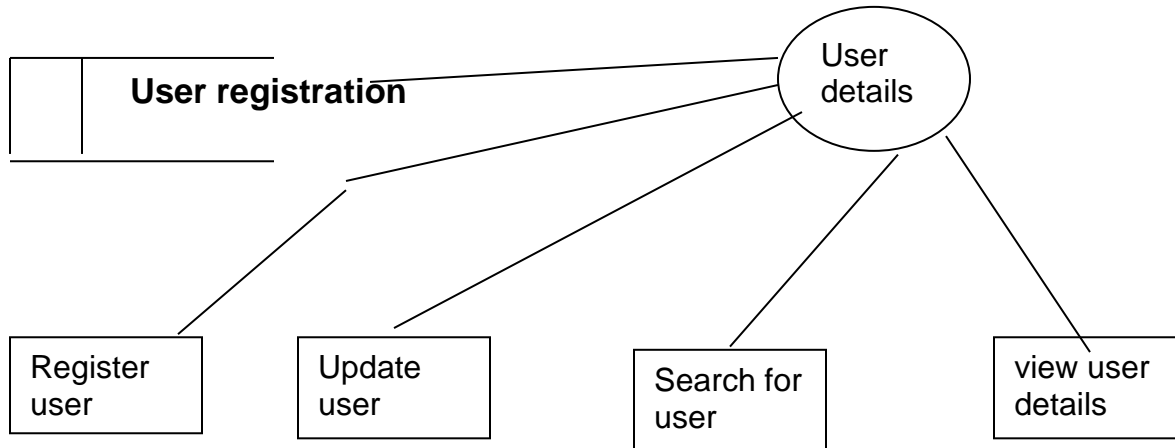 User
details
User registration
Register
user
Update
user
Search for
user
view user
details